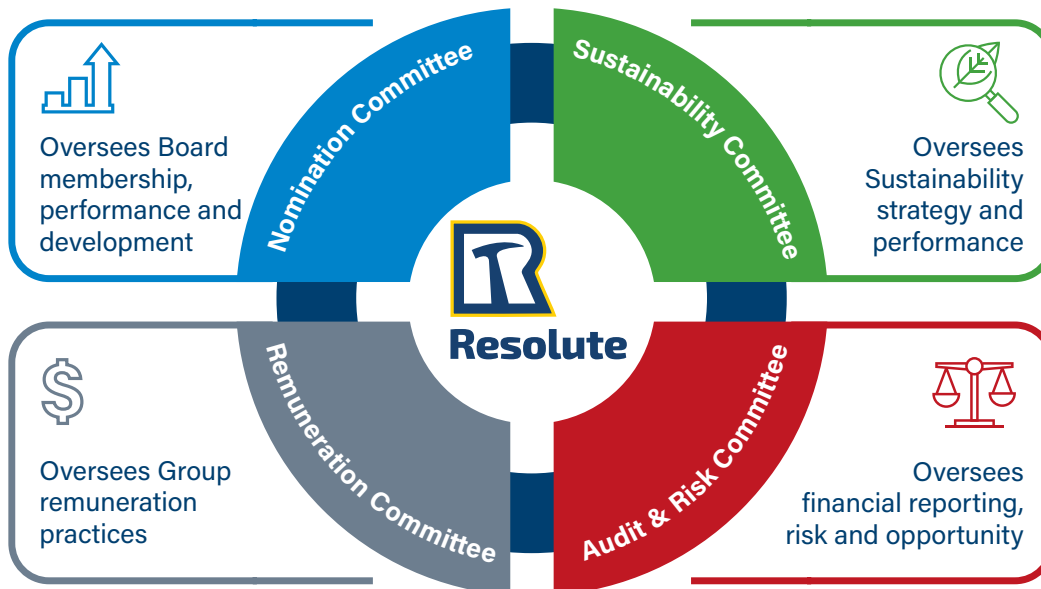 Nomination Committee
Oversees Board
membership,
performance and
development
Sustainability Committee
Oversees
Sustainability
strategy and
performance
Resolute
Remuneration Committee
$
Oversees Group
remuneration
practices
Audit & Risk Committee
Oversees
financial reporting,
risk and opportunity